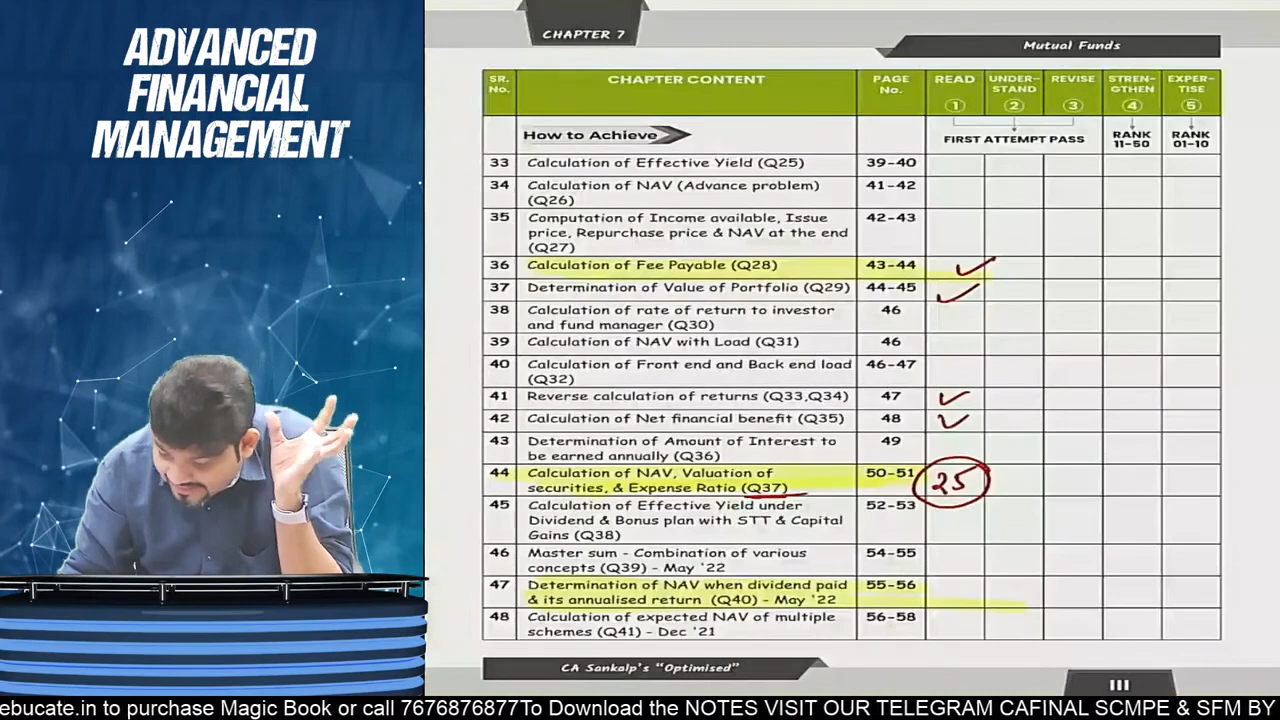 ADVANCED
FINANCIAL
MANAGEMENT
CHAPTER 7
Mutual Funds
SR. No. CHAPTER CONTENT PAGE No. READ ① UNDER-STAND ② REVISE ③ STREN-GTHEN ④ EXPER-TISE ⑤
How to Achieve FIRST ATTEMPT PASS RANK 11-50 RANK 01-10
33 Calculation of Effective Yield (Q25) 39-40
34 Calculation of NAV (Advance problem) 41-42
(Q26)
35 Computation of Income available, Issue 42-43
price, Repurchase price & NAV at the end
(Q27)
36 Calculation of Fee Payable (Q28) 43-44
37 Determination of Value of Portfolio (Q29) 44-45
38 Calculation of rate of return to investor 46
and fund manager (Q30)
39 Calculation of NAV with Load (Q31) 46
40 Calculation of Front end and Back end load 46-47
(Q32)
41 Reverse calculation of returns (Q33,Q34) 47
42 Calculation of Net financial benefit (Q35) 48
43 Determination of Amount of Interest to 49
be earned annually (Q36)
44 Calculation of NAV, Valuation of 50-51
securities, & Expense Ratio (Q37) 25
45 Calculation of Effective Yield under 52-53
Dividend & Bonus plan with STT & Capital
Gains (Q38)
46 Master sum - Combination of various 54-55
concepts (Q39) - May '22
47 Determination of NAV when dividend paid 55-56
& its annualised return (Q40) - May '22
48 Calculation of expected NAV of multiple 56-58
schemes (Q41) - Dec '21
CA Sankalp's "Optimised"
III
ebucate.in to purchase Magic Book or call 7676876877To Download the NOTES VISIT OUR TELEGRAM CAFINAL SCMPE & SFM BY